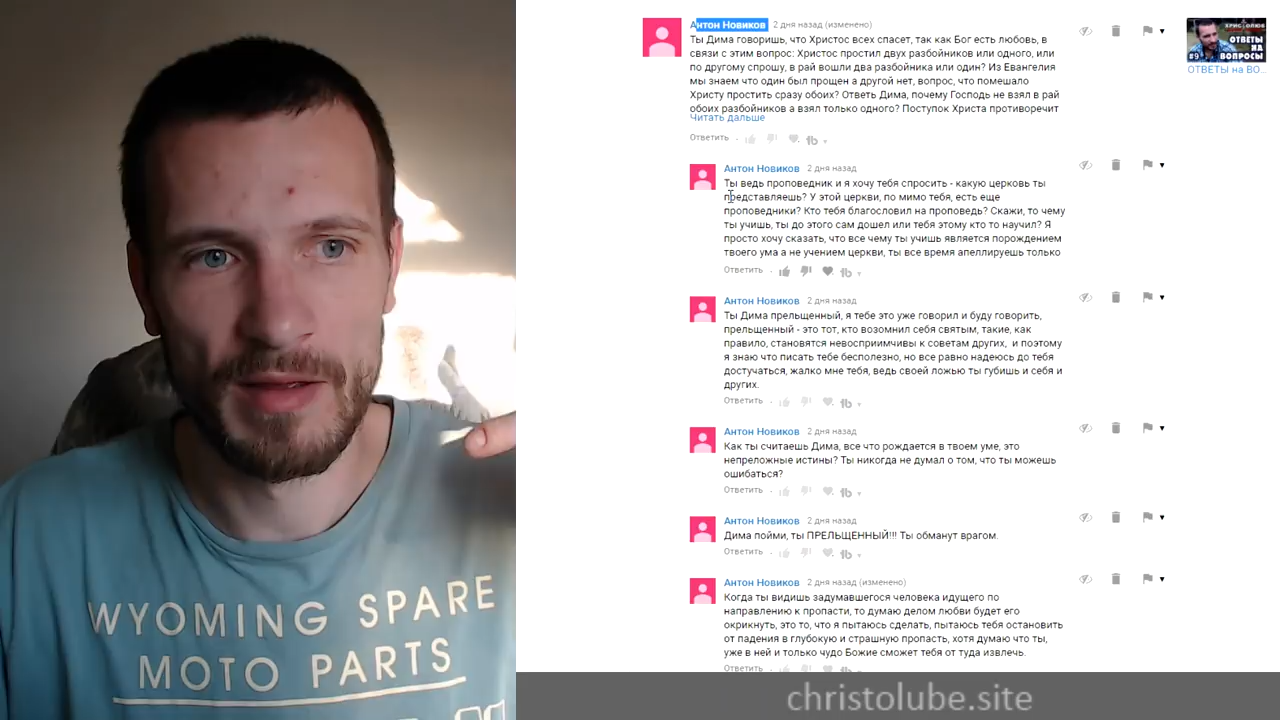 Антон Новиков 2 дня назад (изменено)
Ты Дима говоришь, что Христос всех спасет, так как Бог есть любовь, в
связи с этим вопрос: Христос простил двух разбойников или одного, или
по другому спрошу, в рай вошли два разбойника или один? Из Евангелия
мы знаем что один был прощен а другой нет, вопрос, что помешало
Христу простить сразу обоих? Ответь Дима, почему Господь не взял в рай
обоих разбойников а взял только одного? Поступок Христа противоречит
Читать дальше
Ответить
ХРИСТОЛЮБ
ОТВЕТЫ
НА
#9 ВОПРОСЫ
ОТВЕТЫ на ВО...
Антон Новиков 2 дня назад
Ты ведь проповедник и я хочу тебя спросить - какую церковь ты
представляешь? У этой церкви, по мимо тебя, есть еще
проповедники? Кто тебя благословил на проповедь? Скажи, то чему
ты учишь, ты до этого сам дошел или тебя этому кто то научил? Я
просто хочу сказать, что все чему ты учишь является порождением
твоего ума а не учением церкви, ты все время апеллируешь только
Ответить
Антон Новиков 2 дня назад
Ты Дима прельщенный, я тебе это уже говорил и буду говорить,
прельщенный - это тот, кто возомнил себя святым, такие, как
правило, становятся невосприимчивы к советам других, и поэтому
я знаю что писать тебе бесполезно, но все равно надеюсь до тебя
достучаться, жалко мне тебя, ведь своей ложью ты губишь и себя и
других.
Ответить
Антон Новиков 2 дня назад
Как ты считаешь Дима, все что рождается в твоем уме, это
непреложные истины? Ты никогда не думал о том, что ты можешь
ошибаться?
Ответить
Антон Новиков 2 дня назад
Дима пойми, ты ПРЕЛЬЩЕННЫЙ!!! Ты обманут врагом.
Ответить
Антон Новиков 2 дня назад (изменено)
Когда ты видишь задумавшегося человека идущего по
направлению к пропасти, то думаю делом любви будет его
окрикнуть, это то, что я пытаюсь сделать, пытаюсь тебя остановить
от падения в глубокую и страшную пропасть, хотя думаю что ты,
уже в ней и только чудо Божие сможет тебя от туда извлечь.
Ответить
WYOMING SPARE
MOTO PARTS
christolube.site